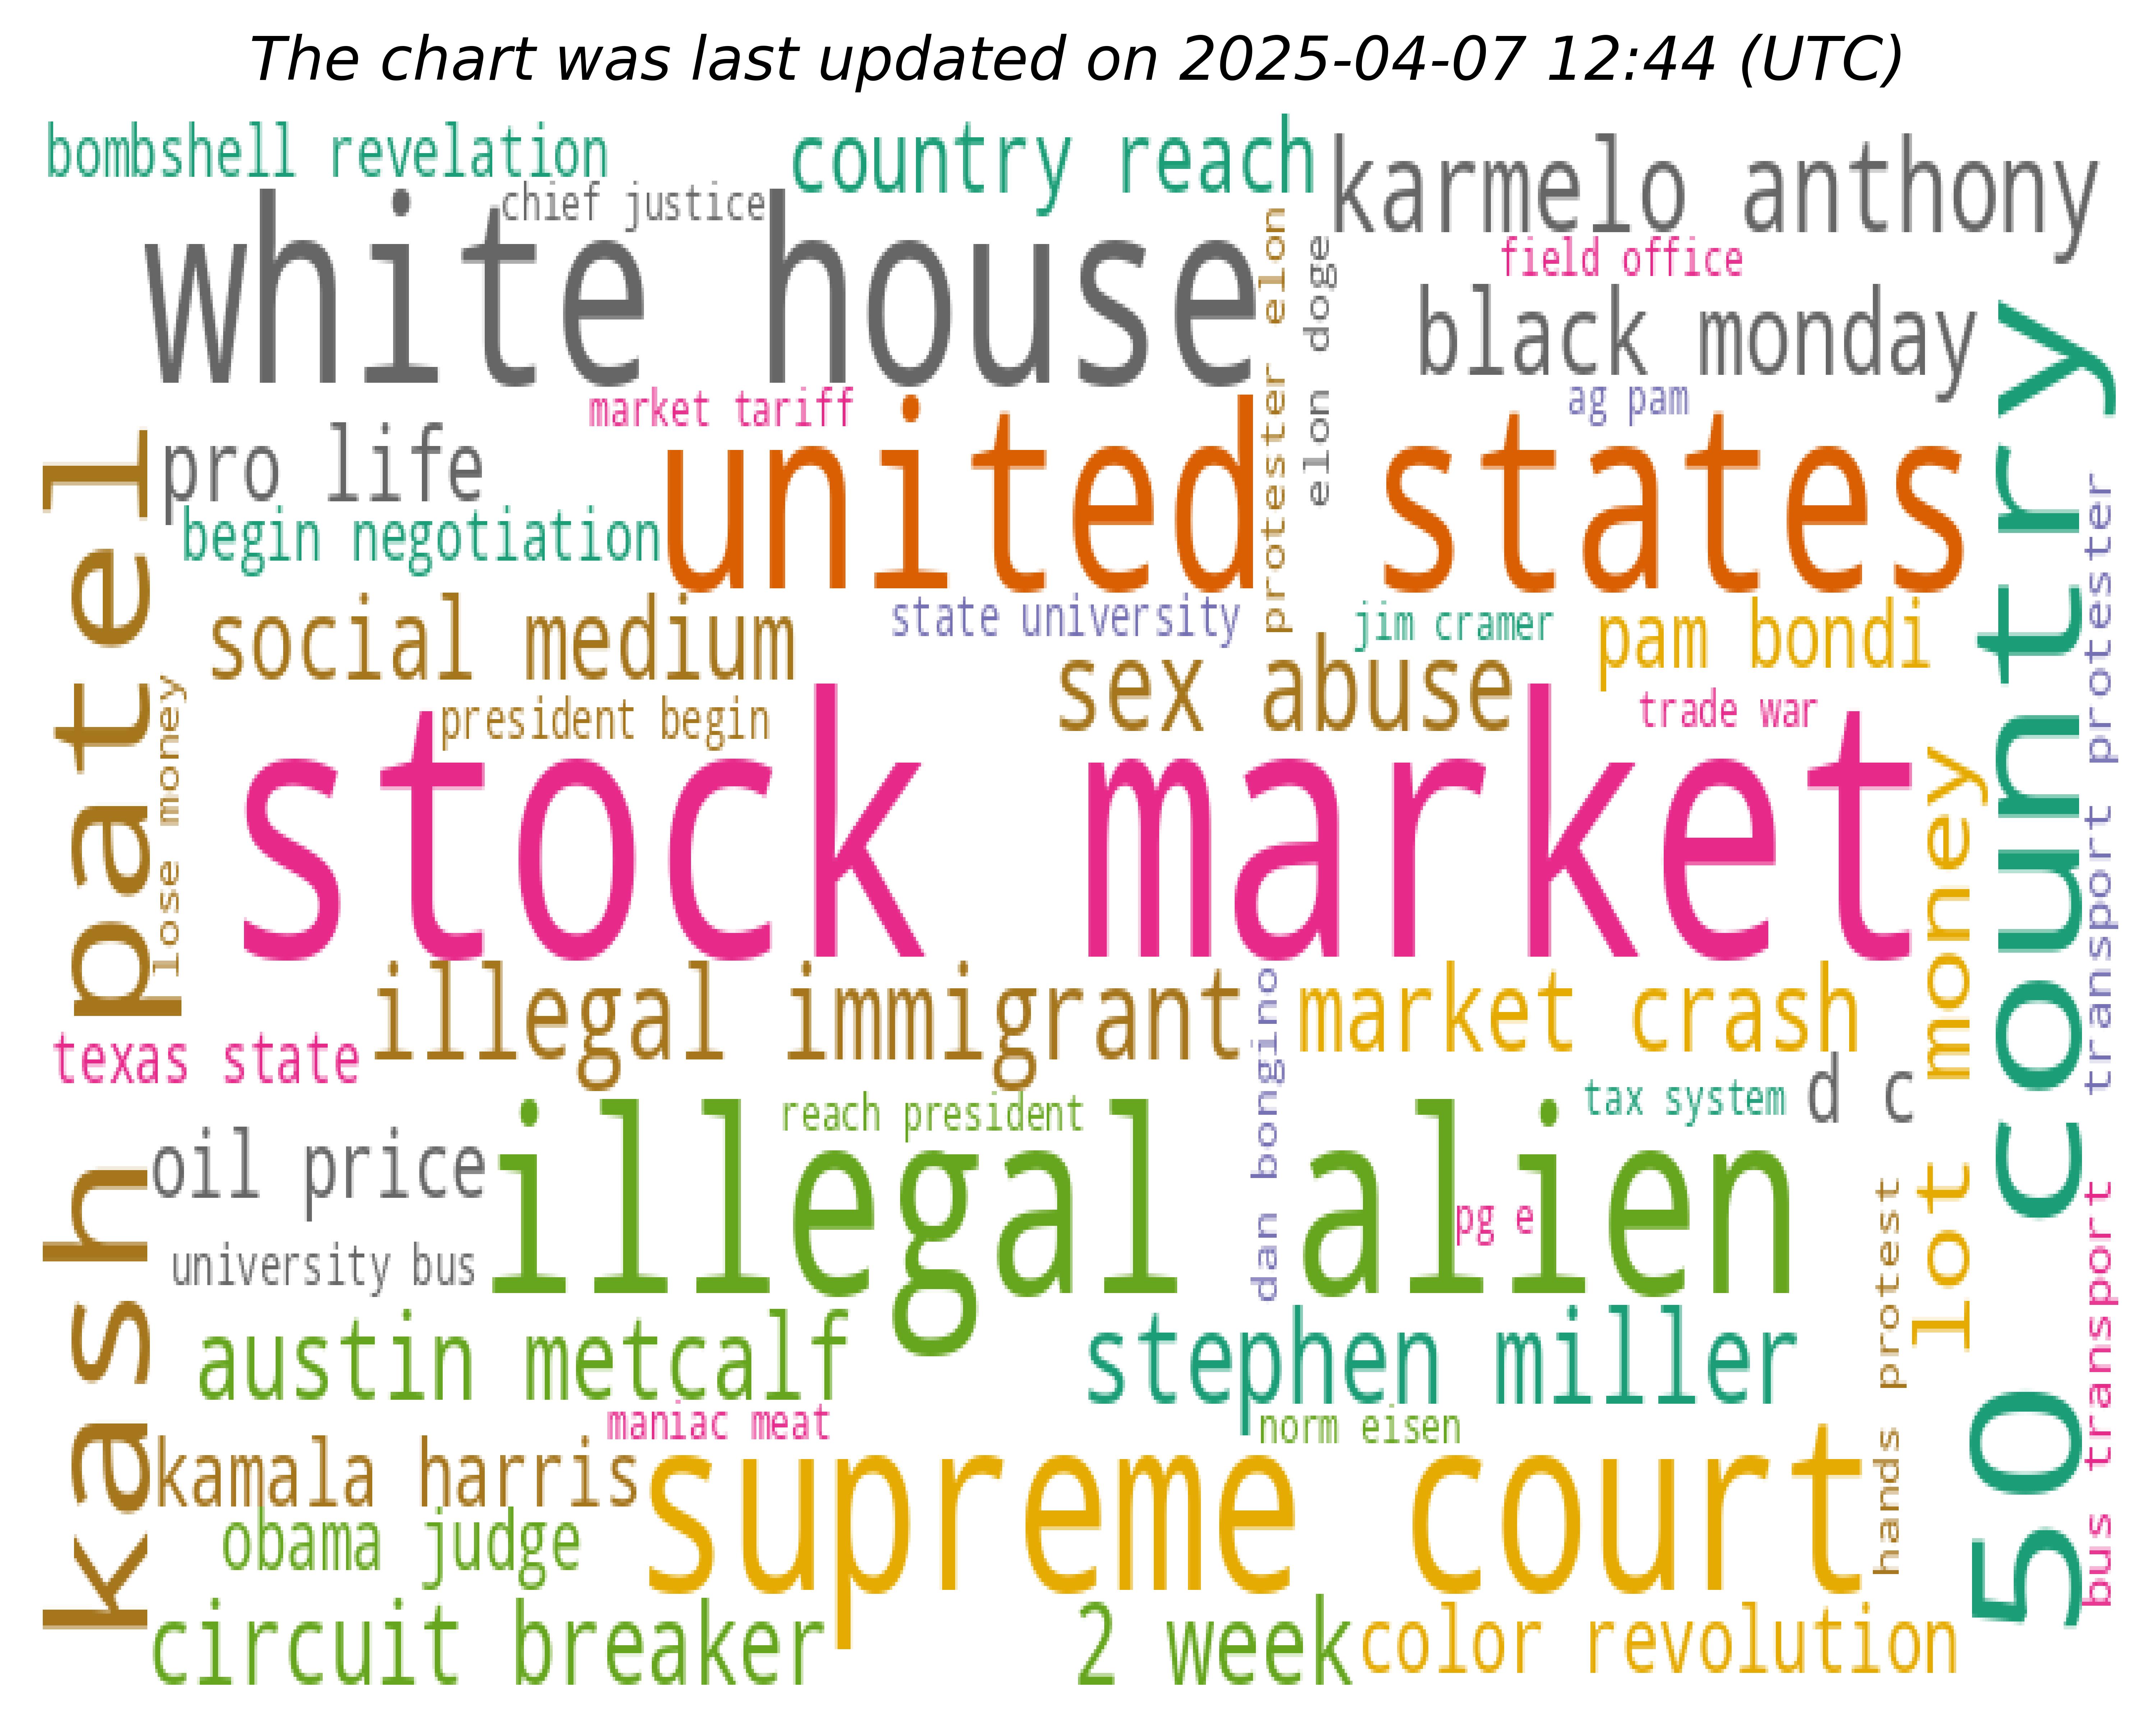 The chart was last updated on 2025-04-07 12:44 (UTC)
bombshell revelation
country reach
karmelo anthony
chief justice
white house
field office
protester elon
elon doge
black monday
50 country
market tariff
ag pam
pro life
united states
kash patel
begin negotiation
transport protester
social medium
state university
jim cramer
pam bondi
sex abuse
lose money
president begin
trade war
stock market
lot money
illegal immigrant
dan bongino
market crash
texas state
reach president
tax system
d c
oil price
illegal alien
pg e
university bus
hands protest
bus transport
austin metcalf
stephen miller
maniac meat
norm eisen
kamala harris
supreme court
obama judge
circuit breaker
2 week
color revolution